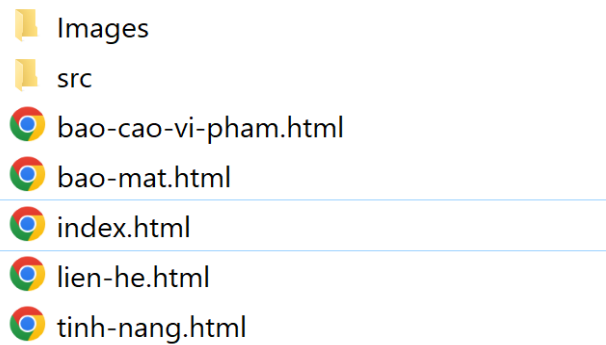 Images
src
bao-cao-vi-pham.html
bao-mat.html
index.html
lien-he.html
tinh-nang.html